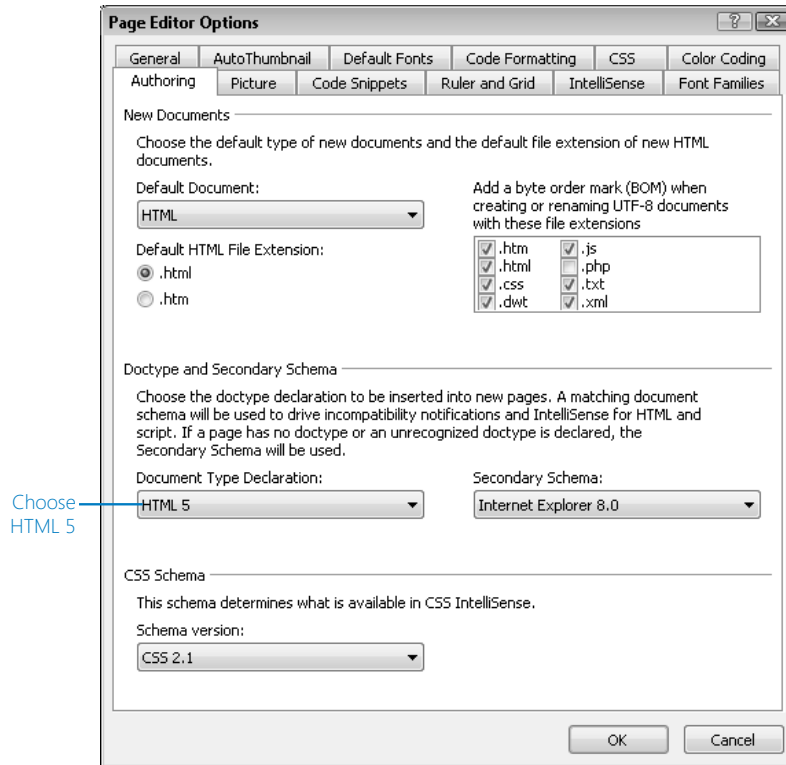 Page Editor Options
General AutoThumbnail Default Fonts Code Formatting CSS Color Coding
Authoring Picture Code Snippets Ruler and Grid IntelliSense Font Families
New Documents
Choose the default type of new documents and the default file extension of new HTML
documents.
Default Document:
HTML
Default HTML File Extension:
.html
.htm
Add a byte order mark (BOM) when
creating or renaming UTF-8 documents
with these file extensions
.htm .js
.html .php
.css .txt
.dwt .xml
Doctype and Secondary Schema
Choose the doctype declaration to be inserted into new pages. A matching document
schema will be used to drive incompatibility notifications and IntelliSense for HTML and
script. If a page has no doctype or an unrecognized doctype is declared, the
Secondary Schema will be used.
Document Type Declaration:
HTML 5
Secondary Schema:
Internet Explorer 8.0
Choose
HTML 5
CSS Schema
This schema determines what is available in CSS IntelliSense.
Schema version:
CSS 2.1
OK Cancel